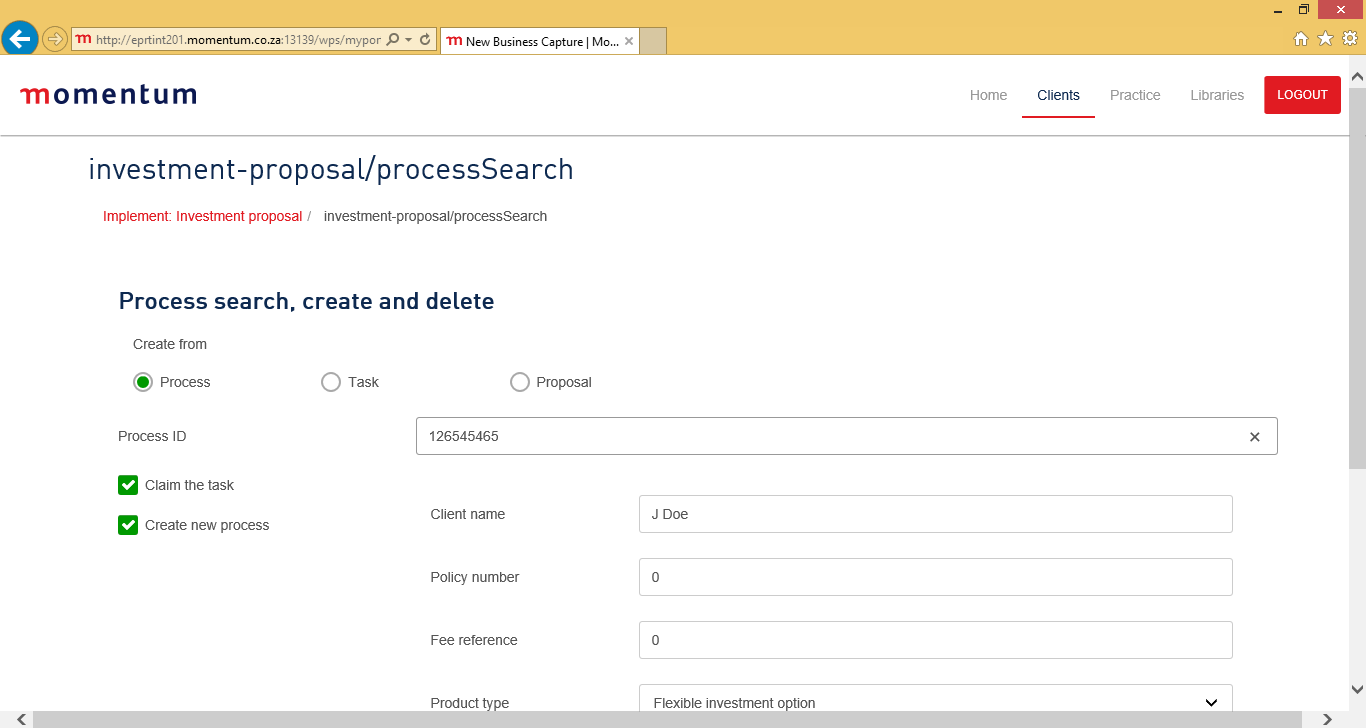 http://eprtint201.momentum.co.za:13139/wps/mypor
New Business Capture | Mo...
momentum
Home Clients Practice Libraries LOGOUT
investment-proposal/processSearch
Implement: Investment proposal / investment-proposal/processSearch
Process search, create and delete
Create from
Process Task Proposal
Process ID 126545465
Claim the task
Create new process
Client name J Doe
Policy number 0
Fee reference 0
Product type Flexible investment option